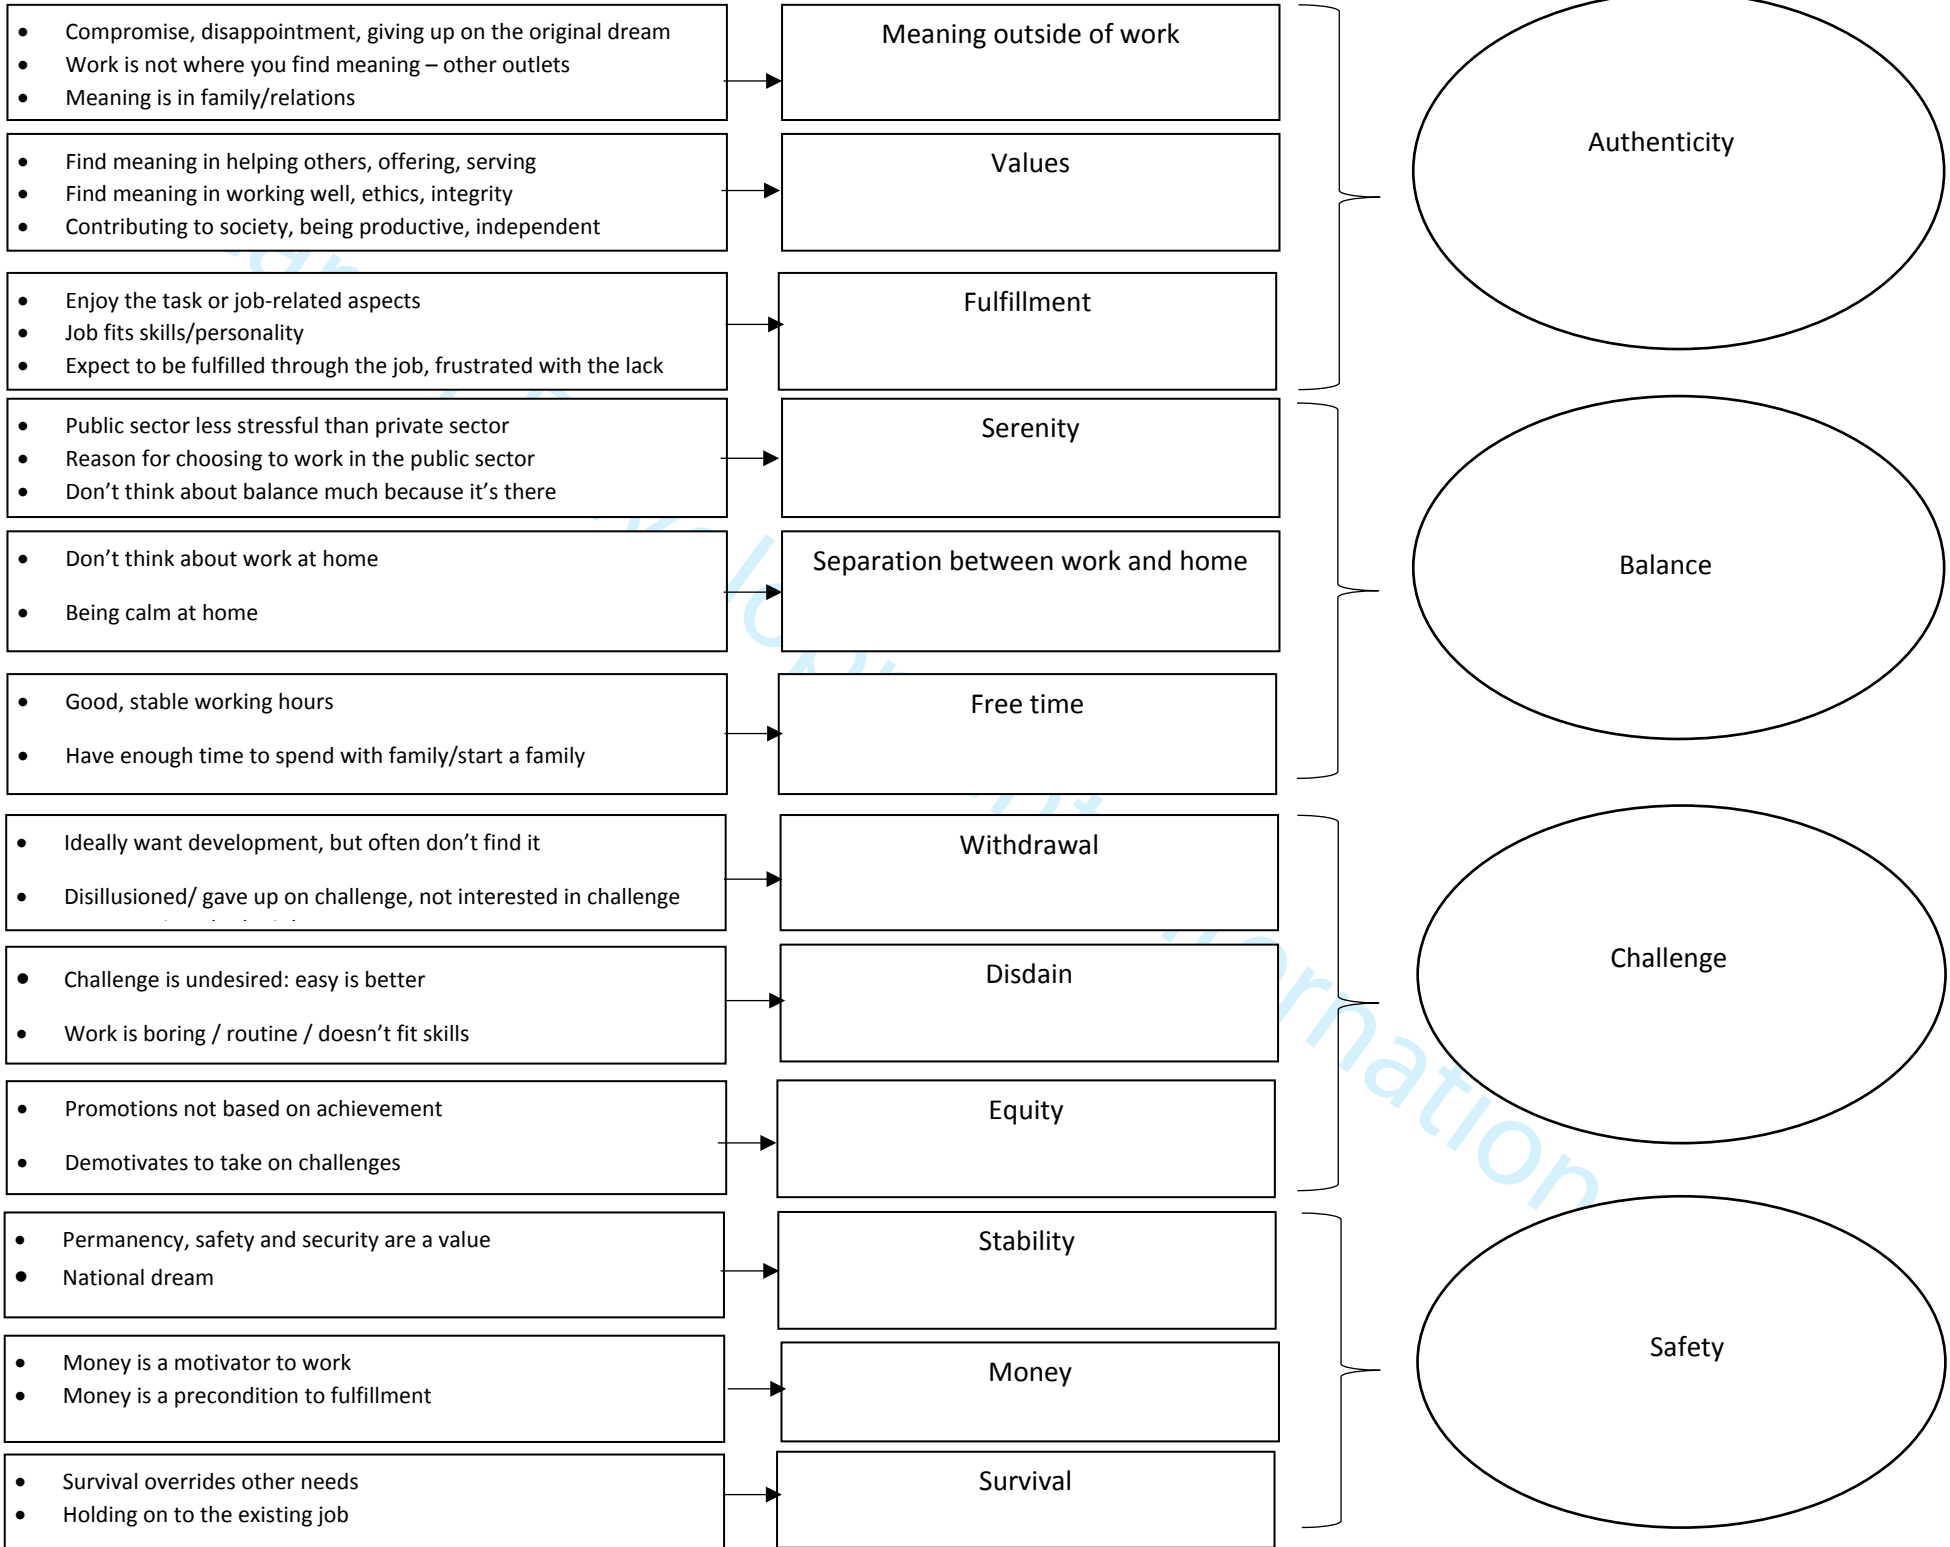 • Compromise, disappointment, giving up on the original dream
• Work is not where you find meaning – other outlets
• Meaning is in family/relations
Meaning outside of work
• Find meaning in helping others, offering, serving
• Find meaning in working well, ethics, integrity
• Contributing to society, being productive, independent
Values
• Enjoy the task or job-related aspects
• Job fits skills/personality
• Expect to be fulfilled through the job, frustrated with the lack
Fulfillment
Authenticity
• Public sector less stressful than private sector
• Reason for choosing to work in the public sector
• Don’t think about balance much because it’s there
Serenity
• Don’t think about work at home
• Being calm at home
Separation between work and home
• Good, stable working hours
• Have enough time to spend with family/start a family
Free time
Balance
• Ideally want development, but often don’t find it
• Disillusioned/ gave up on challenge, not interested in challenge
Withdrawal
• Challenge is undesired: easy is better
• Work is boring / routine / doesn’t fit skills
Disdain
• Promotions not based on achievement
• Demotivates to take on challenges
Equity
Challenge
• Permanency, safety and security are a value
• National dream
Stability
• Money is a motivator to work
• Money is a precondition to fulfillment
Money
• Survival overrides other needs
• Holding on to the existing job
Survival
Safety